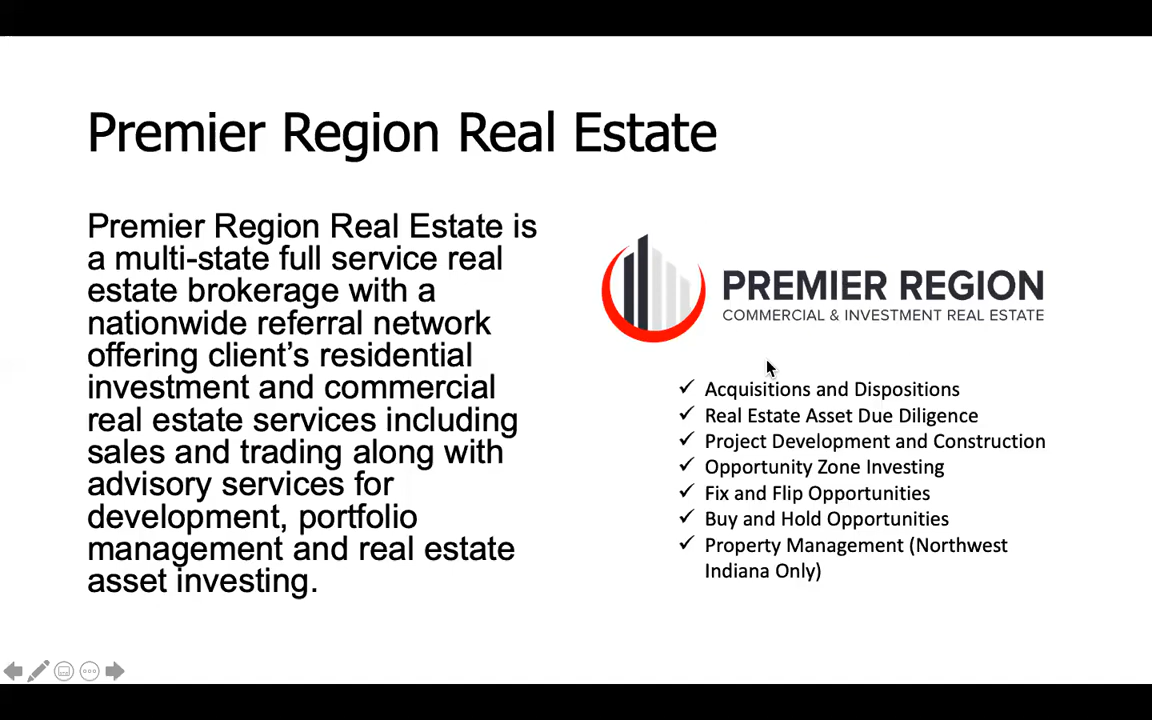 Premier Region Real Estate
Premier Region Real Estate is
a multi-state full service real
estate brokerage with a
nationwide referral network
offering client’s residential
investment and commercial
real estate services including
sales and trading along with
advisory services for
development, portfolio
management and real estate
asset investing.
PREMIER REGION
COMMERCIAL & INVESTMENT REAL ESTATE
✓ Acquisitions and Dispositions
✓ Real Estate Asset Due Diligence
✓ Project Development and Construction
✓ Opportunity Zone Investing
✓ Fix and Flip Opportunities
✓ Buy and Hold Opportunities
✓ Property Management (Northwest
Indiana Only)